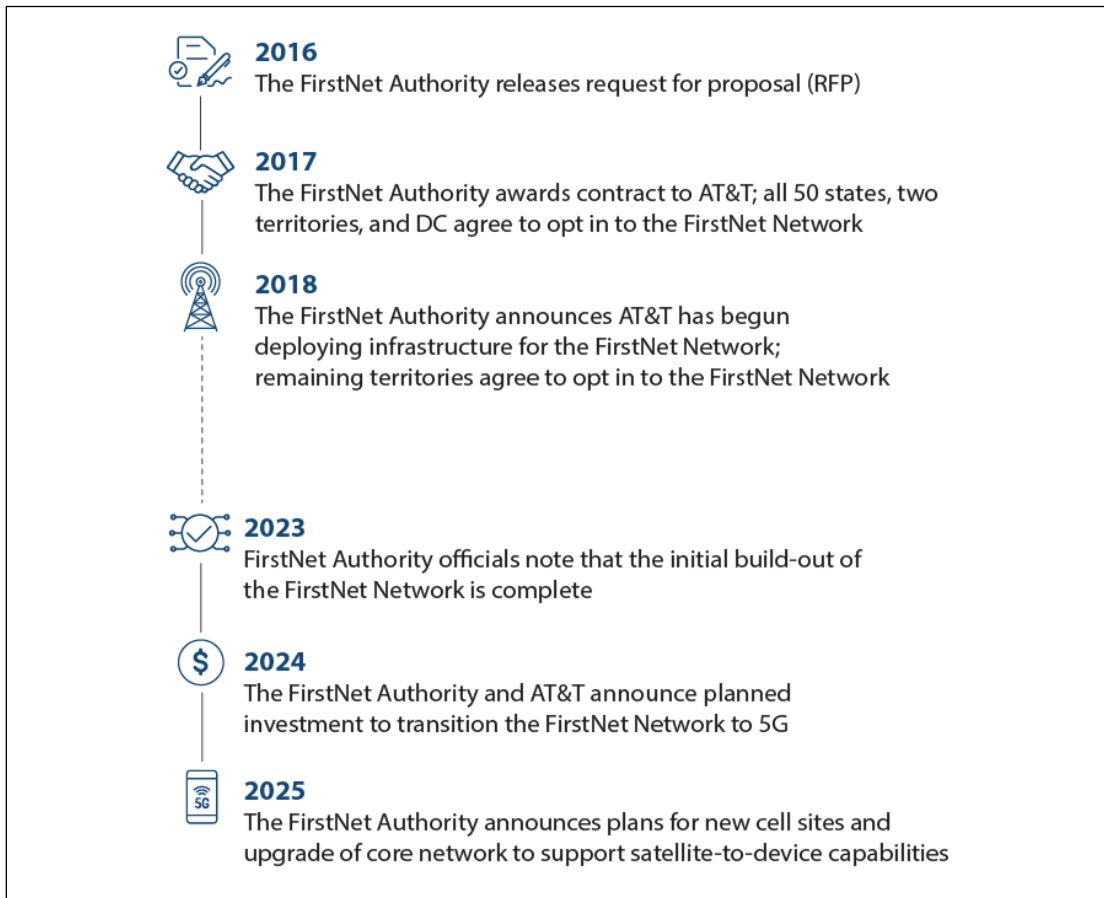 2016
The FirstNet Authority releases request for proposal (RFP)
2017
The FirstNet Authority awards contract to AT&T; all 50 states, two
territories, and DC agree to opt in to the FirstNet Network
2018
The FirstNet Authority announces AT&T has begun
deploying infrastructure for the FirstNet Network;
remaining territories agree to opt in to the FirstNet Network
2023
FirstNet Authority officials note that the initial build-out of
the FirstNet Network is complete
$
2024
The FirstNet Authority and AT&T announce planned
investment to transition the FirstNet Network to 5G
5G
2025
The FirstNet Authority announces plans for new cell sites and
upgrade of core network to support satellite-to-device capabilities